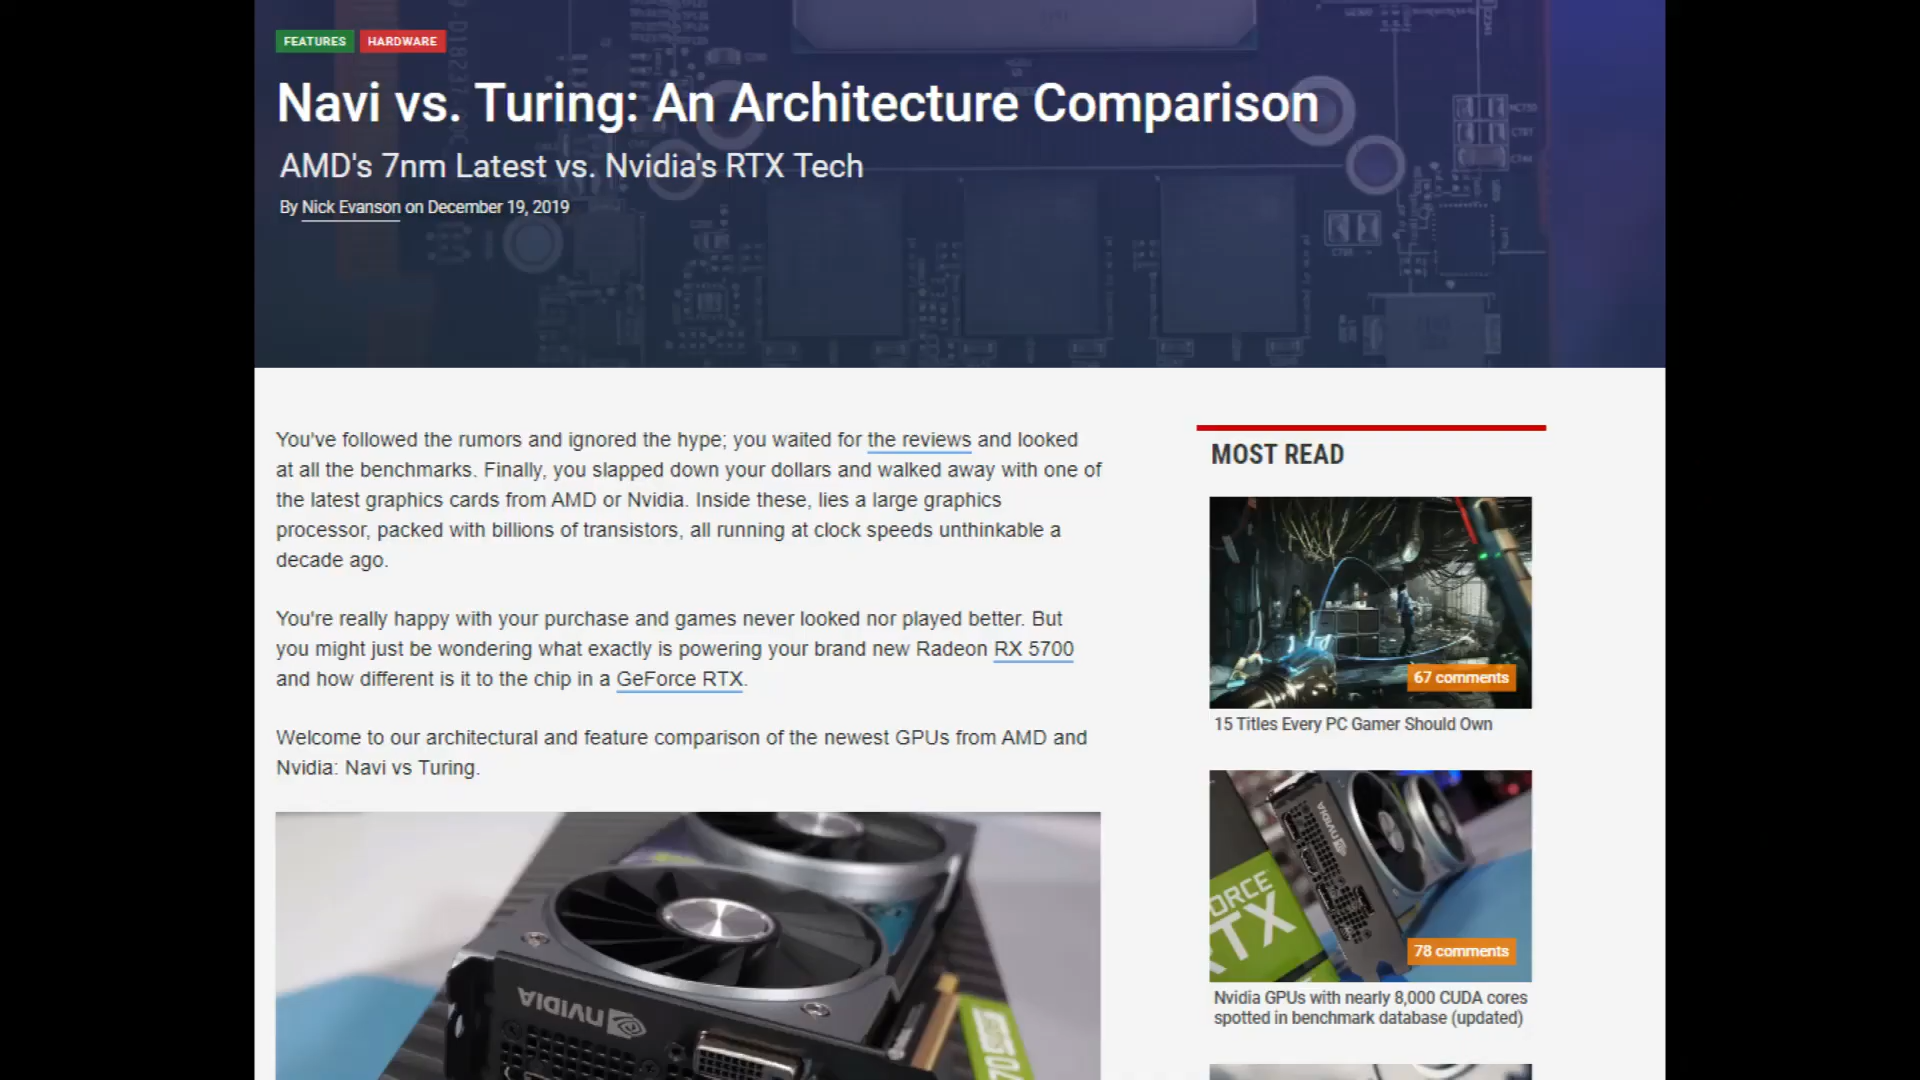 FEATURES HARDWARE
Navi vs. Turing: An Architecture Comparison
AMD's 7nm Latest vs. Nvidia's RTX Tech
By Nick Evanson on December 19, 2019
You've followed the rumors and ignored the hype; you waited for the reviews and looked
at all the benchmarks. Finally, you slapped down your dollars and walked away with one of
the latest graphics cards from AMD or Nvidia. Inside these, lies a large graphics
processor, packed with billions of transistors, all running at clock speeds unthinkable a
decade ago.
You're really happy with your purchase and games never looked nor played better. But
you might just be wondering what exactly is powering your brand new Radeon RX 5700
and how different is it to the chip in a GeForce RTX.
Welcome to our architectural and feature comparison of the newest GPUs from AMD and
Nvidia: Navi vs Turing.
NVIDIA
MOST READ
67 comments
15 Titles Every PC Gamer Should Own
NVIDIA
78 comments
Nvidia GPUs with nearly 8,000 CUDA cores
spotted in benchmark database (updated)